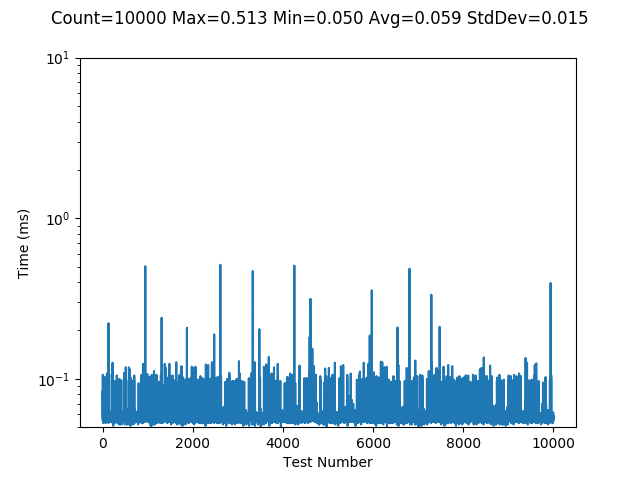 Count=10000 Max=0.513 Min=0.050 Avg=0.059 StdDev=0.015
10¹
10⁰
10⁻¹
Time (ms)
0 2000 4000 6000 8000 10000
Test Number